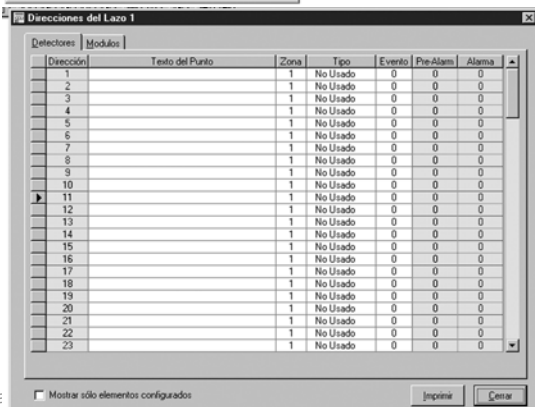 Direcciones del Lazo 1
Detectores Modulos
Dirección Texto del Punto Zona Tipo Evento Pre-Alarm Alarma
1 1 No Usado 0 0 0
2 1 No Usado 0 0 0
3 1 No Usado 0 0 0
4 1 No Usado 0 0 0
5 1 No Usado 0 0 0
6 1 No Usado 0 0 0
7 1 No Usado 0 0 0
8 1 No Usado 0 0 0
9 1 No Usado 0 0 0
10 1 No Usado 0 0 0
11 1 No Usado 0 0 0
12 1 No Usado 0 0 0
13 1 No Usado 0 0 0
14 1 No Usado 0 0 0
15 1 No Usado 0 0 0
16 1 No Usado 0 0 0
17 1 No Usado 0 0 0
18 1 No Usado 0 0 0
19 1 No Usado 0 0 0
20 1 No Usado 0 0 0
21 1 No Usado 0 0 0
22 1 No Usado 0 0 0
23 1 No Usado 0 0 0
Mostrar sólo elementos configurados Imprimir Cerrar